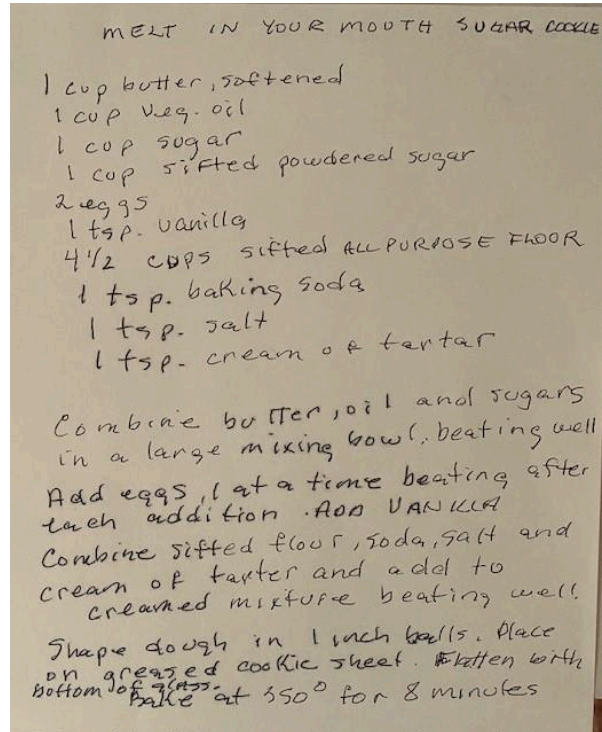 MELT IN YOUR MOUTH SUGAR COOKIE
1 cup butter, softened
1 cup veg. oil
1 cup sugar
1 cup sifted powdered sugar
2 eggs
1 tsp. vanilla
4 1/2 cups sifted ALL PURPOSE FLOOR
1 tsp. baking soda
1 tsp. salt
1 tsp. cream of tartar
Combine butter, oil and sugars
in a large mixing bowl, beating well
Add eggs, 1 at a time beating after
each addition. ADD VANILLA
Combine sifted flour, soda, salt and
cream of tarter and add to
creamed mixture beating well.
Shape dough in 1 inch balls. Place
on greased cookie sheet. Flatten with
bottom of glass.
Bake at 350° for 8 minutes